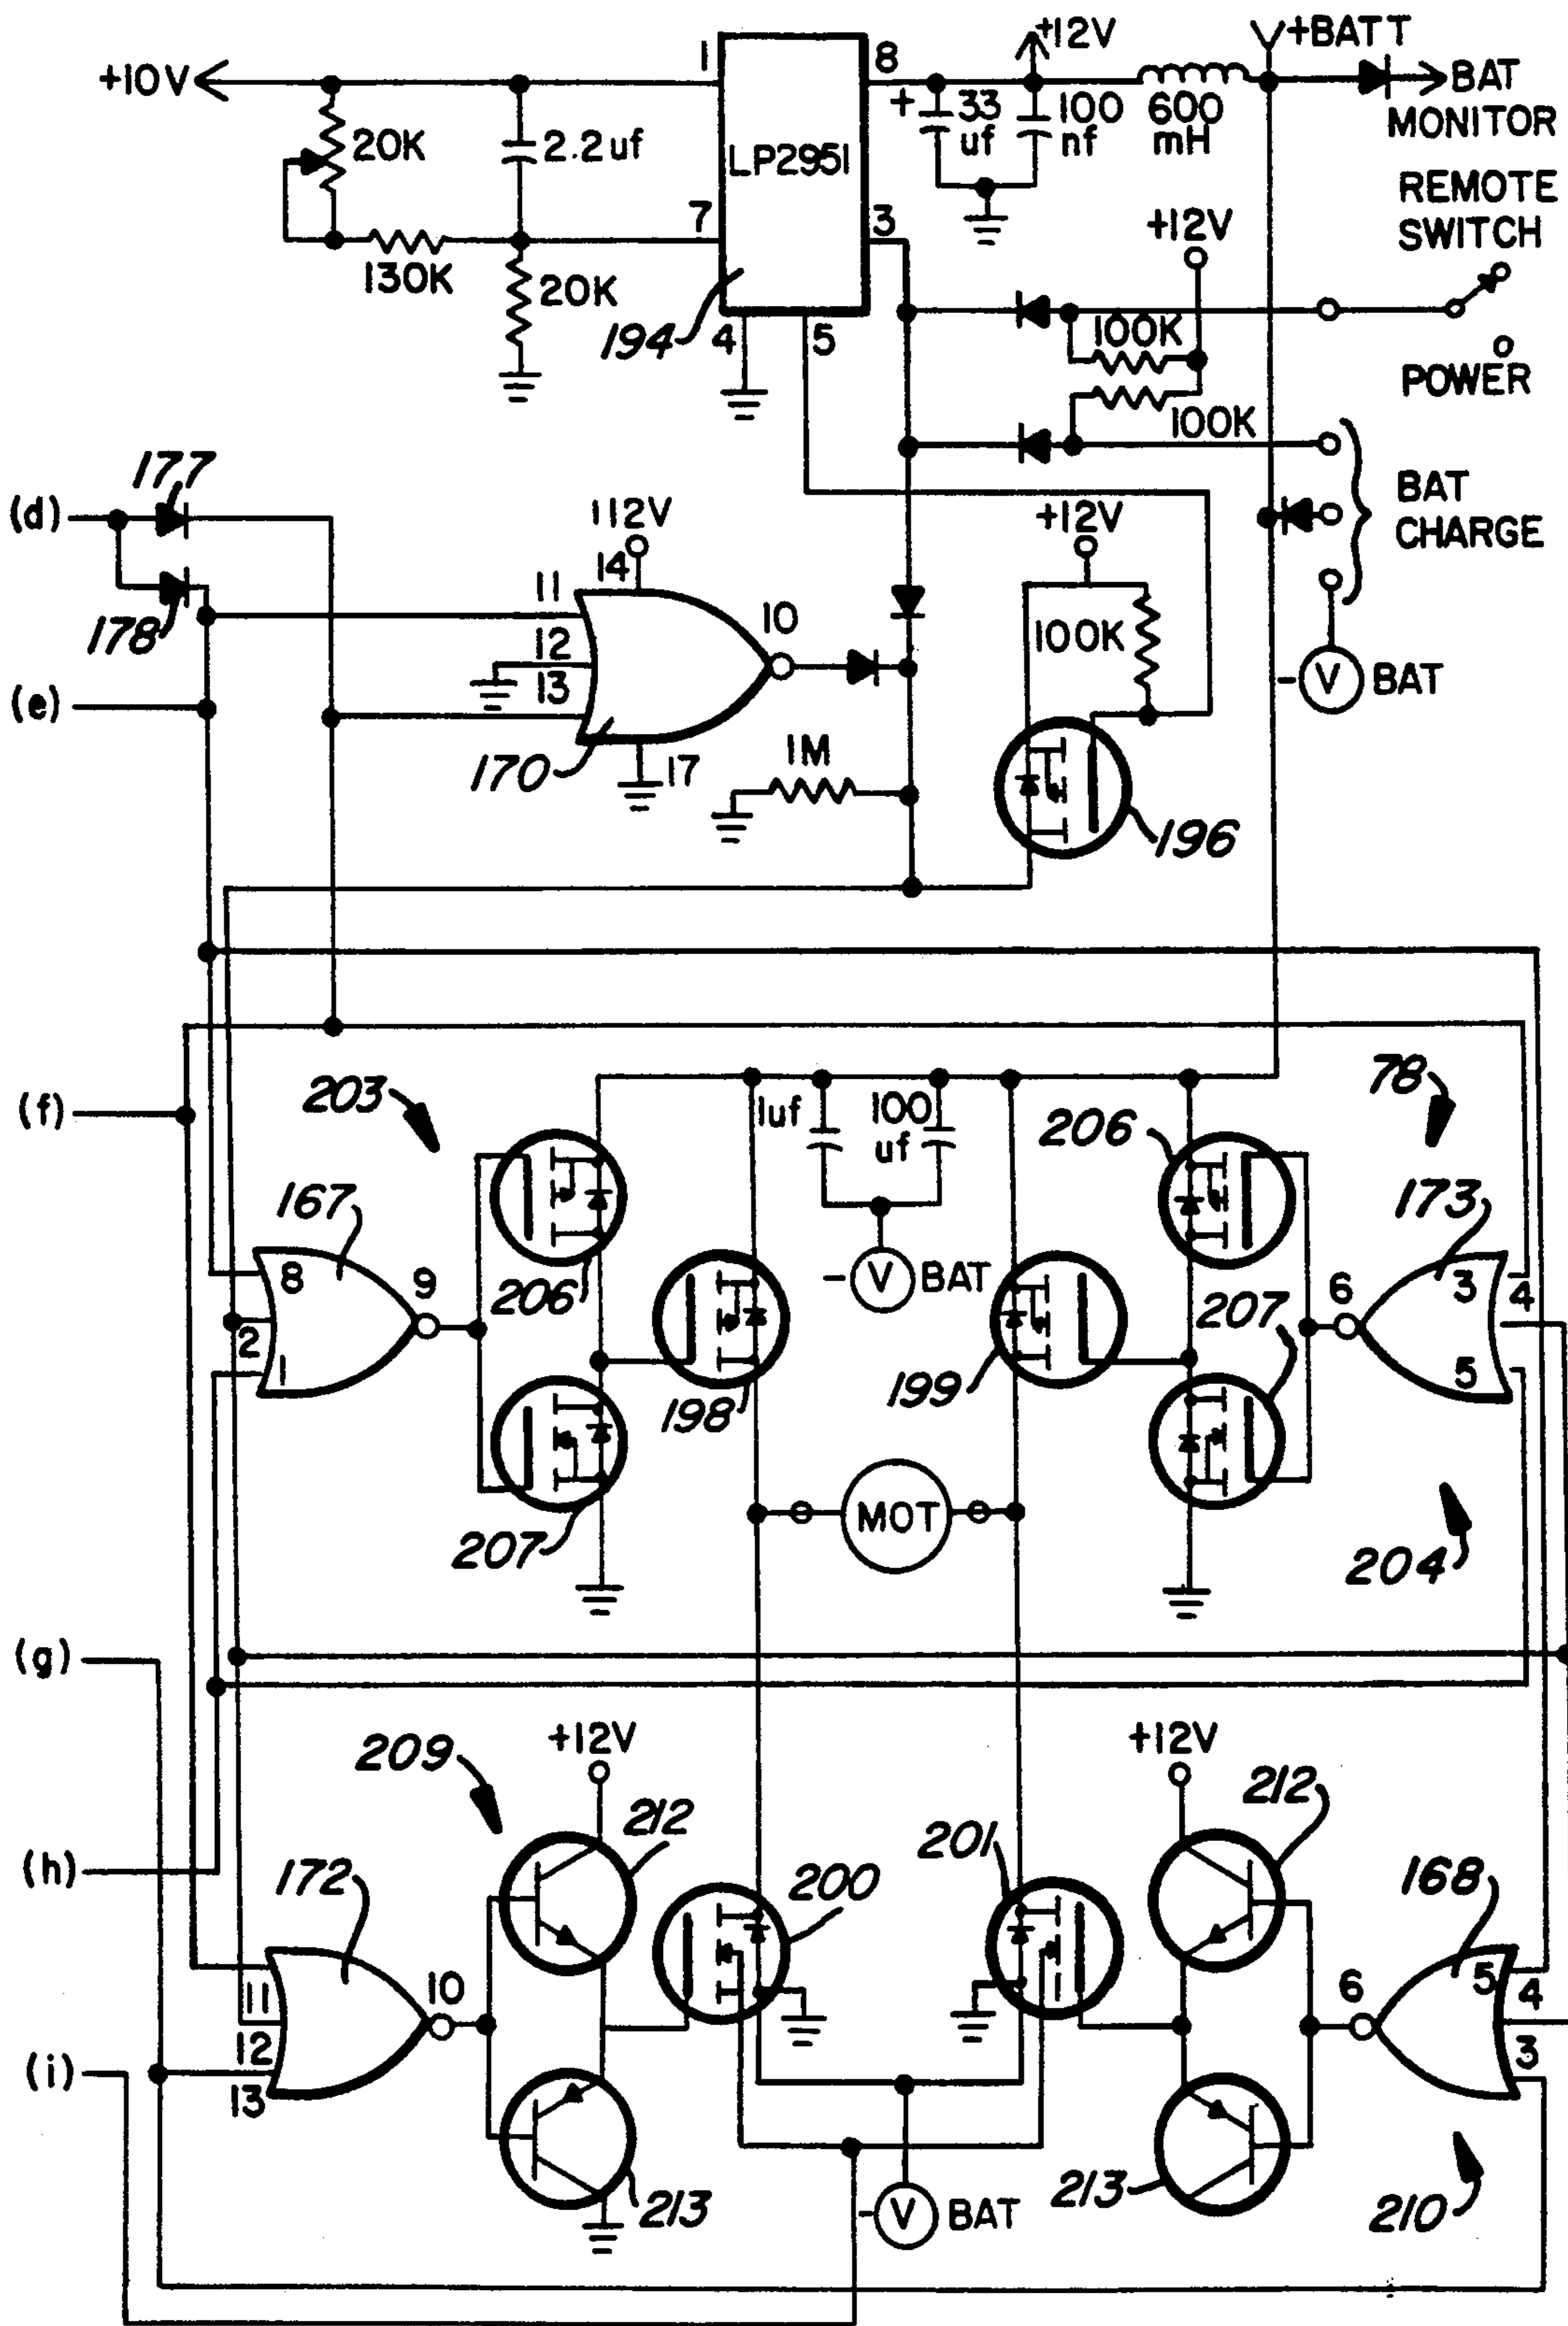 +12V
+BATT
1
8
+10V
BAT
MONITOR
+
33
uf
100
nf
600
mH
20K
2.2uf
LP2951
REMOTE
SWITCH
7
3
+12V
130K
20K
194
4
5
100K
POWER
100K
177
(d)
112V
+12V
BAT
CHARGE
14
11
10
178
12
100K
13
(e)
-V BAT
170
17
1M
196
203
78
(f)
1uf
100
uf
206
167
173
8
9
206
-V BAT
6
3
4
2
207
1
199
5
198
MOT
207
204
(g)
209
+12V
+12V
212
212
201
(h)
172
200
168
11
10
6
5
4
12
3
(i)
13
213
-V BAT
213
210